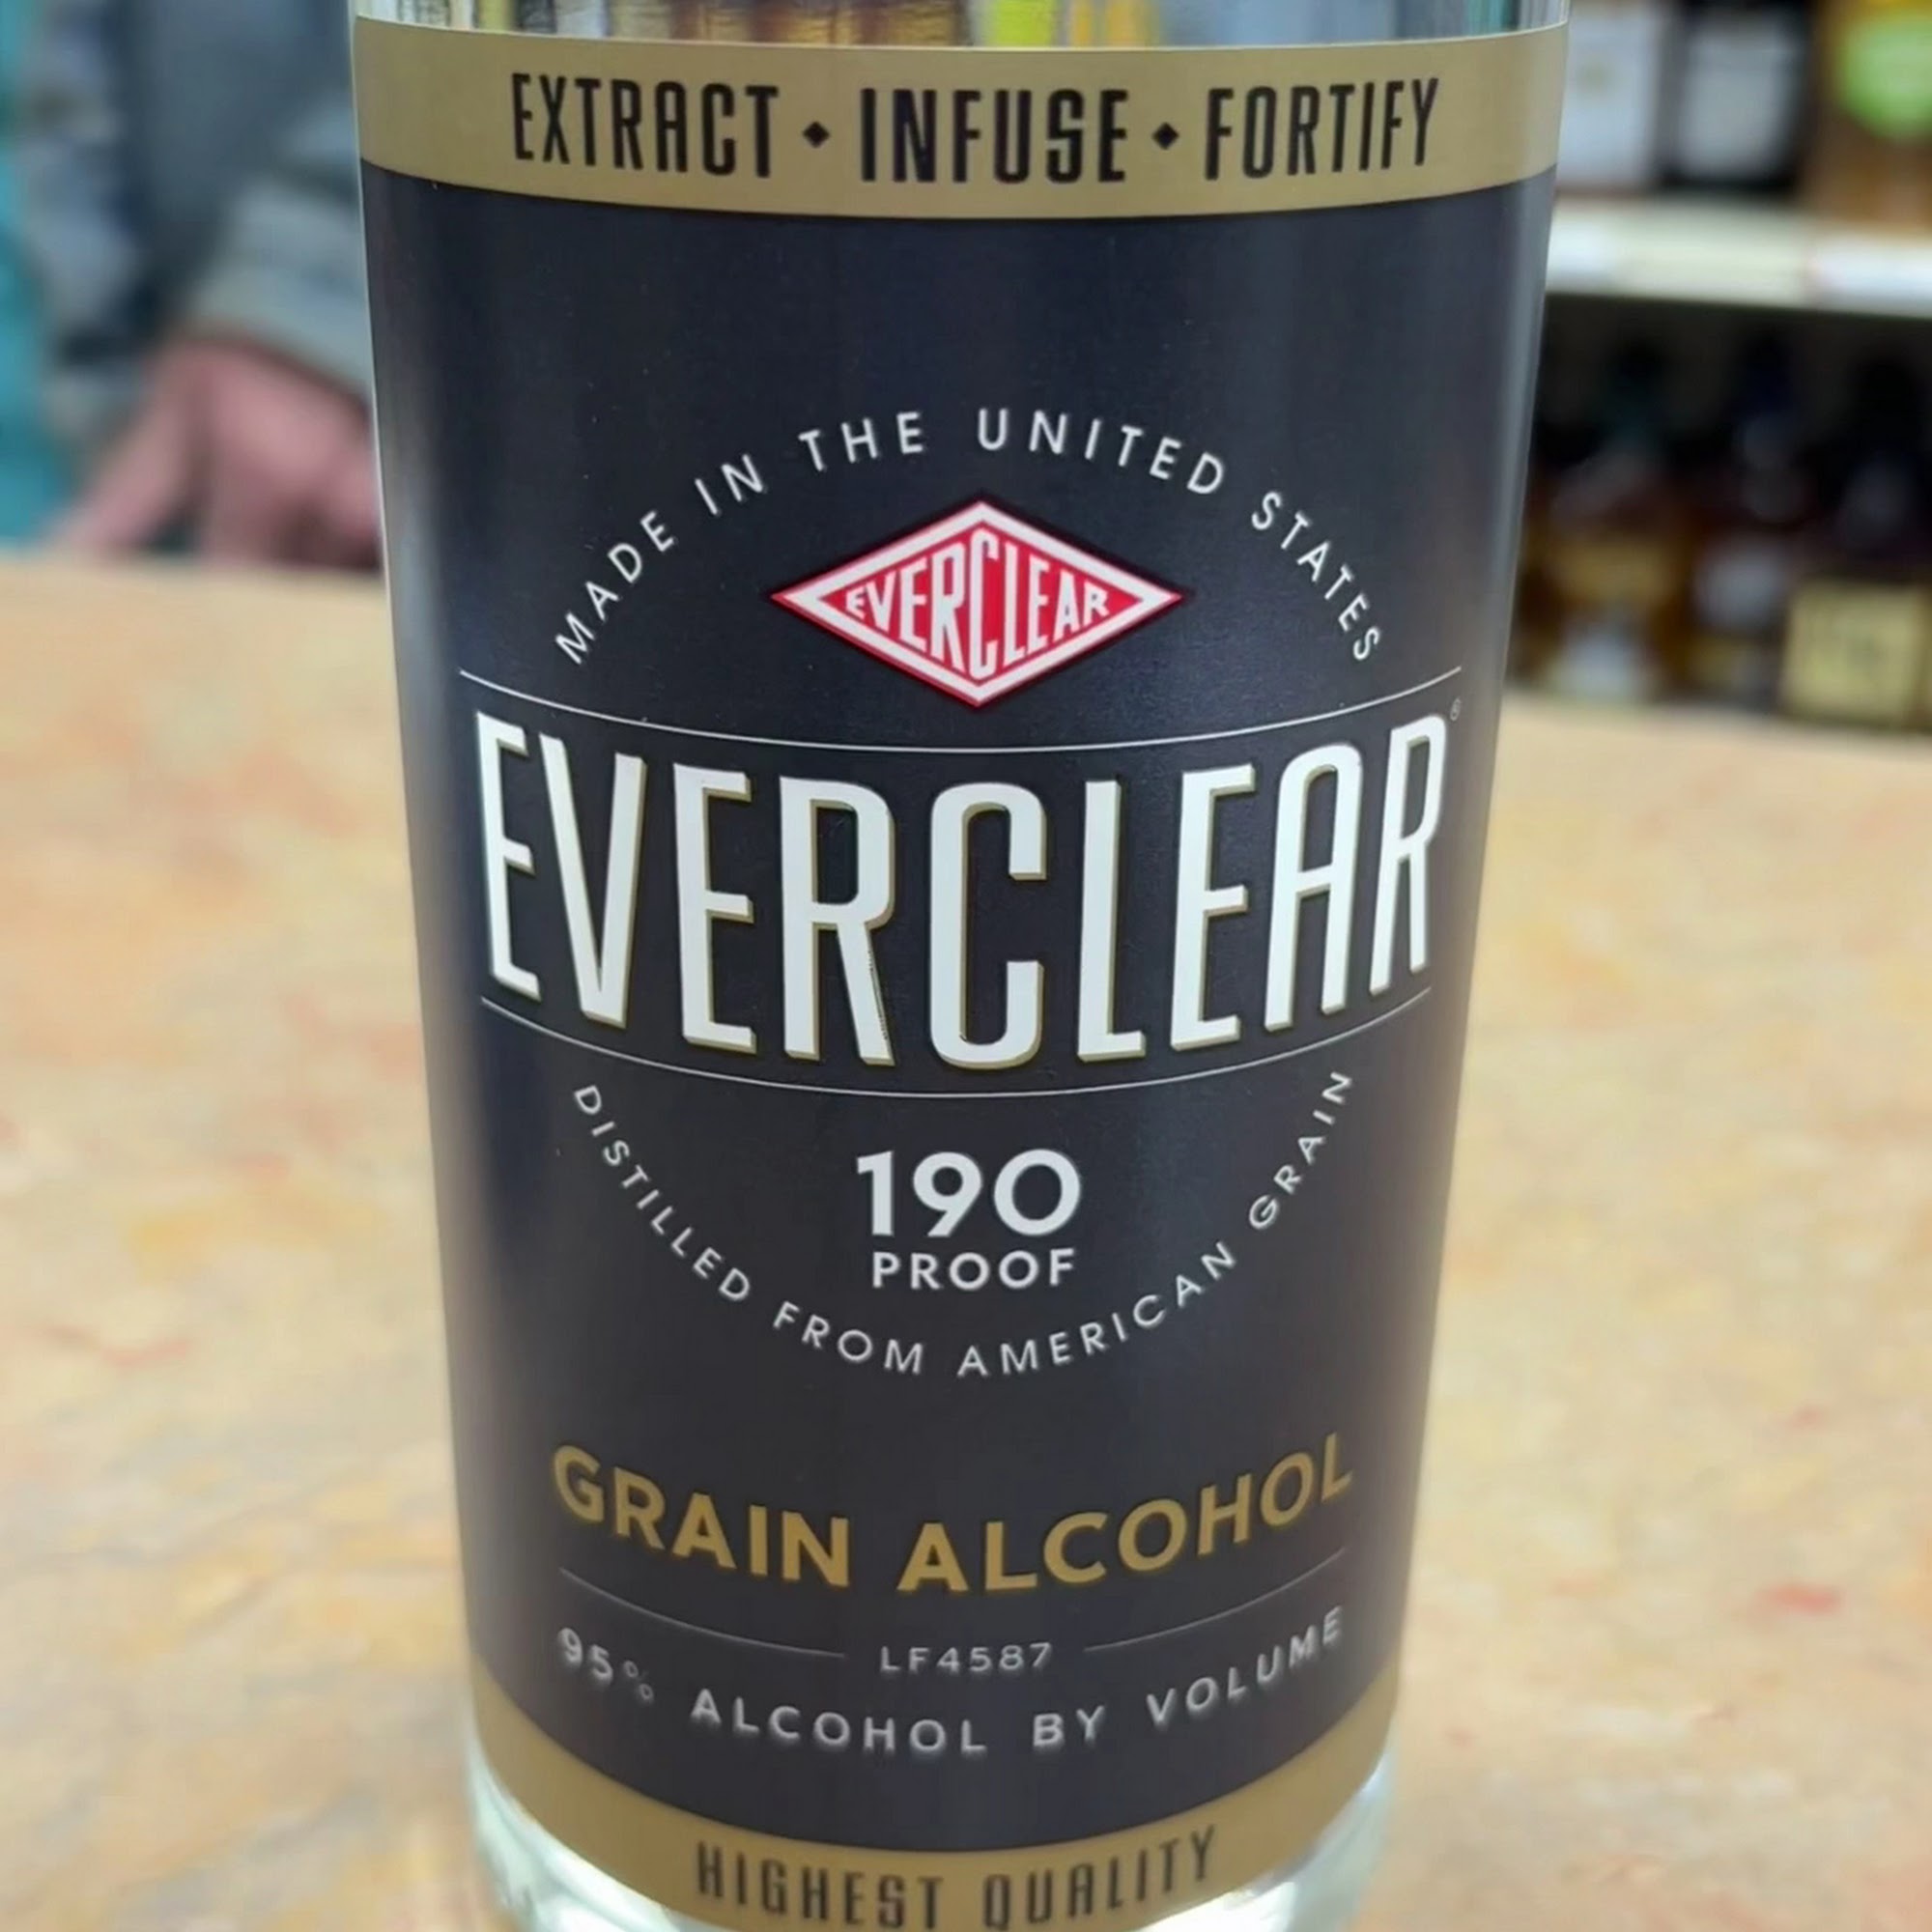 EXTRACT ◆ INFUSE ◆ FORTIFY
MADE IN THE UNITED STATES
EVERCLEAR
EVERCLEAR®
190
PROOF
DISTILLED FROM AMERICAN GRAIN
GRAIN ALCOHOL
LF4587
95% ALCOHOL BY VOLUME
HIGHEST QUALITY